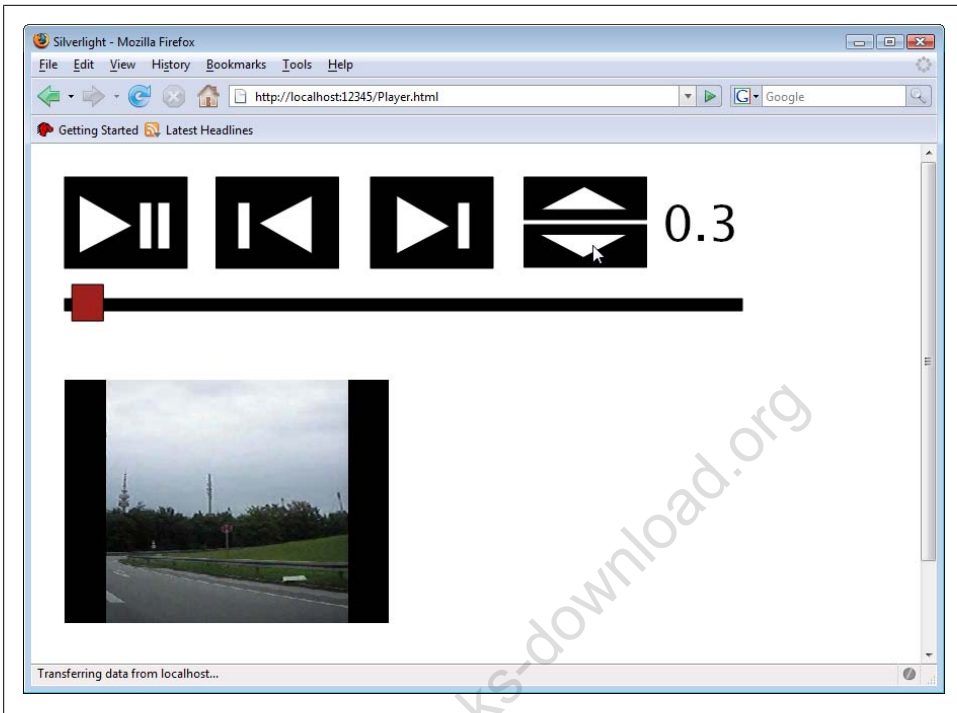 Silverlight - Mozilla Firefox
File Edit View History Bookmarks Tools Help
http://localhost:12345/Player.html
G Google
Getting Started Latest Headlines
0.3
Transferring data from localhost...
ks-download.org